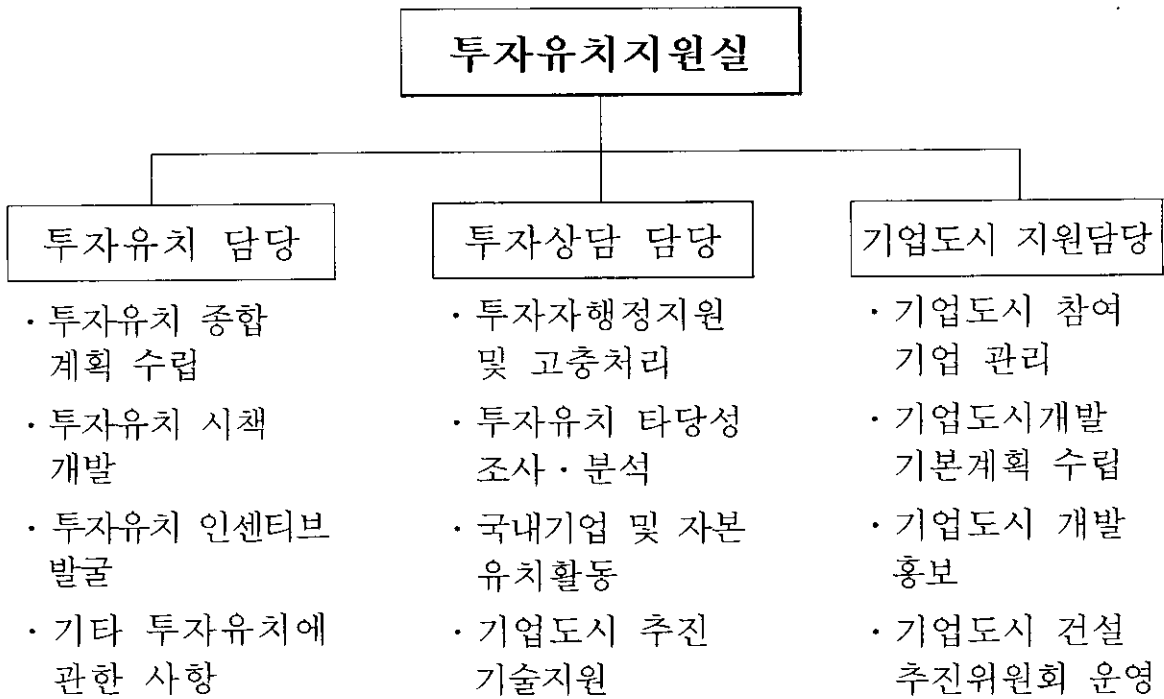 투자유치지원실
투자유치 담당
· 투자유치 종합
계획 수립
· 투자유치 시책
개발
· 투자유치 인센티브
발굴
· 기타 투자유치에
관한 사항
투자상담 담당
· 투자자행정지원
및 고충처리
· 투자유치 타당성
조사 · 분석
· 국내기업 및 자본
유치활동
· 기업도시 추진
기술지원
기업도시 지원담당
· 기업도시 참여
기업 관리
· 기업도시개발
기본계획 수립
· 기업도시 개발
홍보
· 기업도시 건설
추진위원회 운영